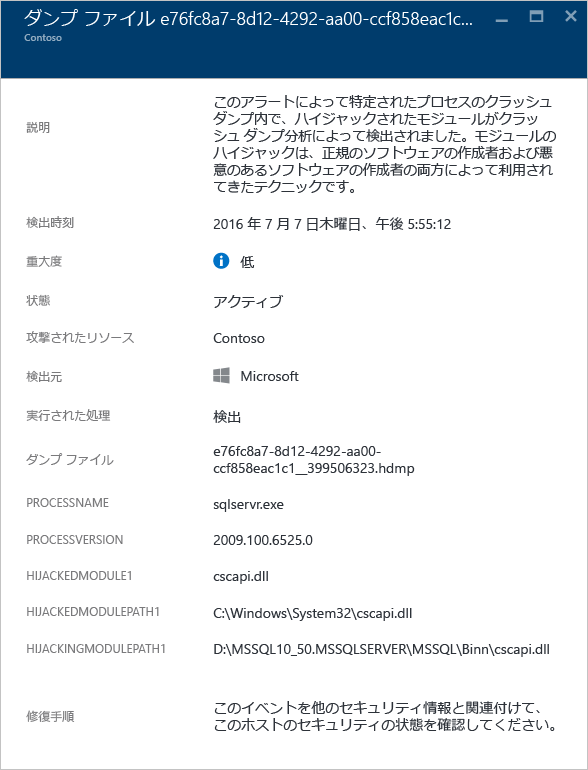 ダンプ ファイル e76fc8a7-8d12-4292-aa00-ccf858eac1c...
Contoso
説明
このアラートによって特定されたプロセスのクラッシュ
ダンプ内で、ハイジャックされたモジュールがクラッ
シュ ダンプ分析によって検出されました。モジュールの
ハイジャックは、正規のソフトウェアの作成者および悪
意のあるソフトウェアの作成者の両方によって利用され
てきたテクニックです。
検出時刻
2016 年 7 月 7 日木曜日、午後 5:55:12
重大度
低
状態
アクティブ
攻撃されたリソース
Contoso
検出元
Microsoft
実行された処理
検出
ダンプ ファイル
e76fc8a7-8d12-4292-aa00-
ccf858eac1c1__399506323.hdmp
PROCESSNAME
sqlservr.exe
PROCESSVERSION
2009.100.6525.0
HIJACKEDMODULE1
cscapi.dll
HIJACKEDMODULEPATH1
C:\Windows\System32\cscapi.dll
HIJACKINGMODULEPATH1
D:\MSSQL10_50.MSSQLSERVER\MSSQL\Binn\cscapi.dll
修復手順
このイベントを他のセキュリティ情報と関連付けて、
このホストのセキュリティの状態を確認してください。